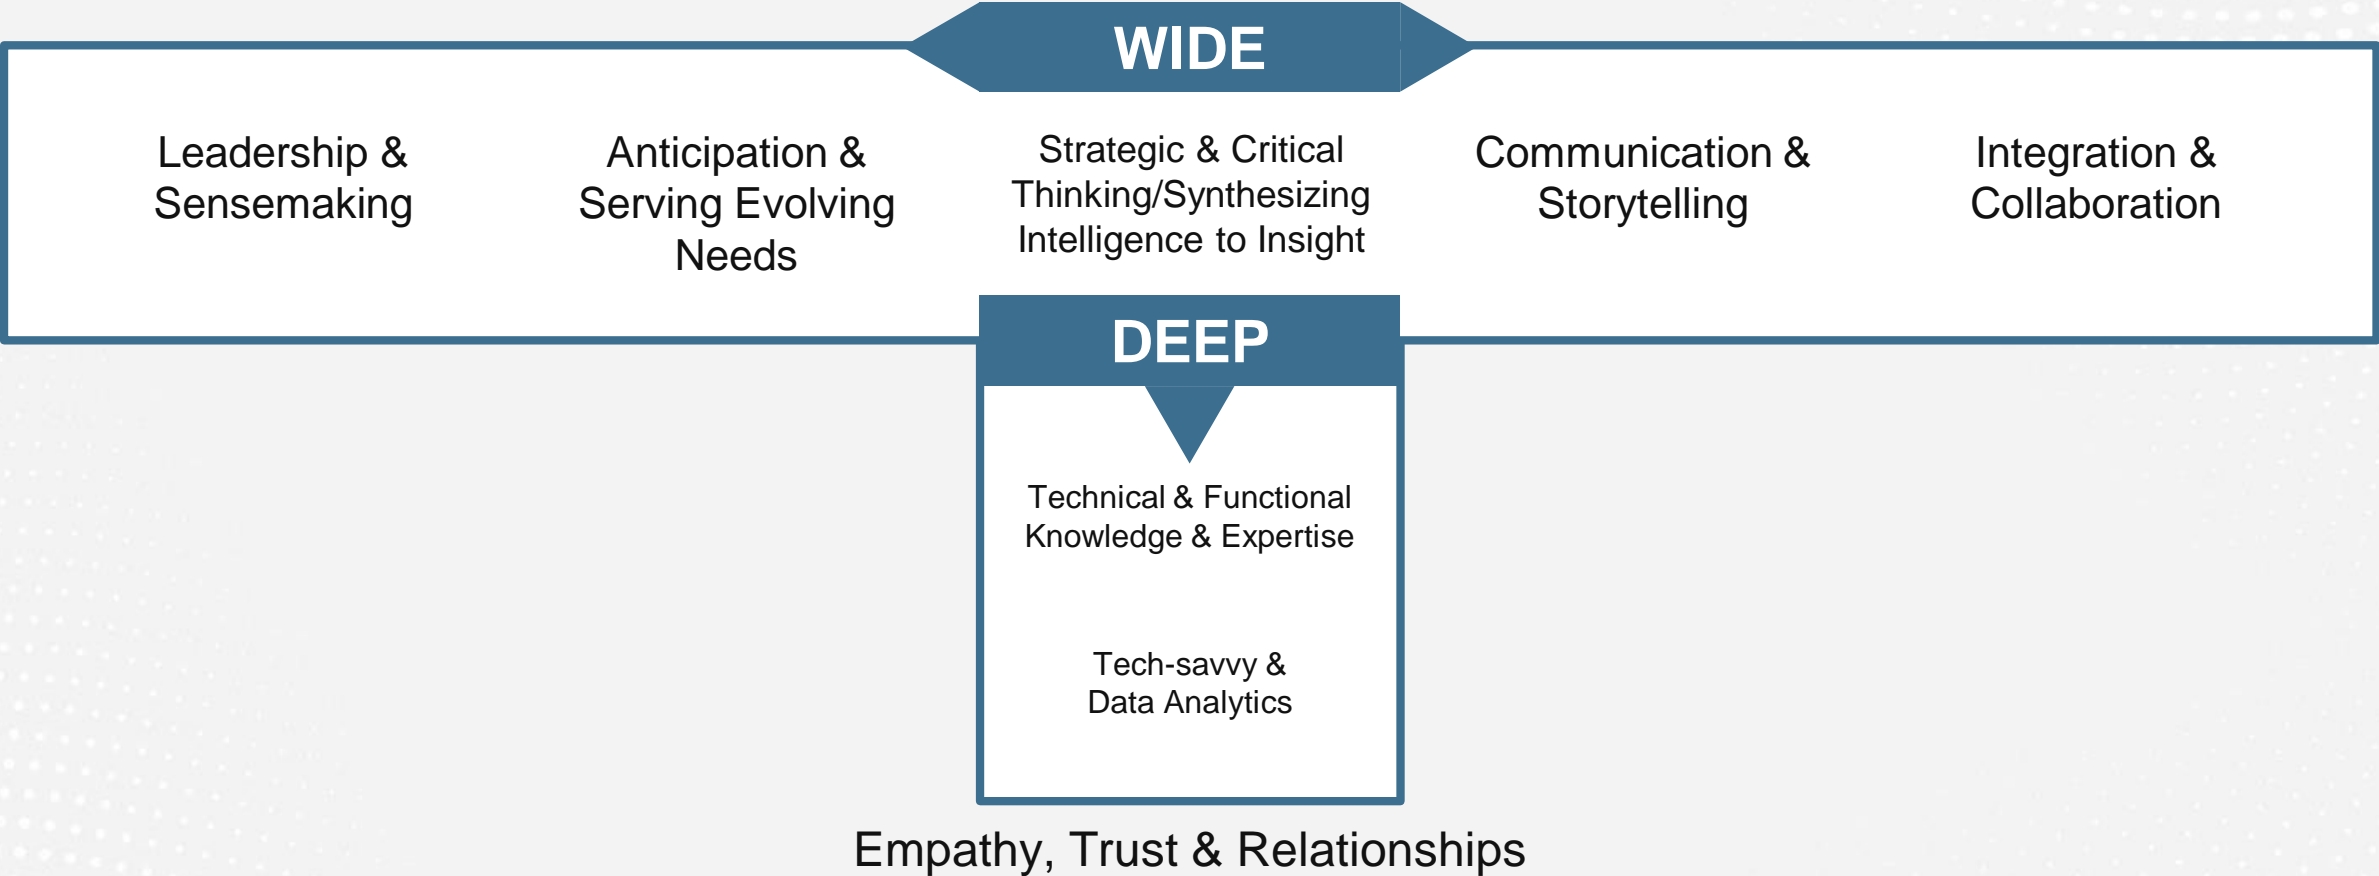 WIDE
Leadership &
Sensemaking
Anticipation &
Serving Evolving
Needs
Strategic & Critical
Thinking/Synthesizing
Intelligence to Insight
Communication &
Storytelling
Integration &
Collaboration
DEEP
Technical & Functional
Knowledge & Expertise
Tech-savvy &
Data Analytics
Empathy, Trust & Relationships